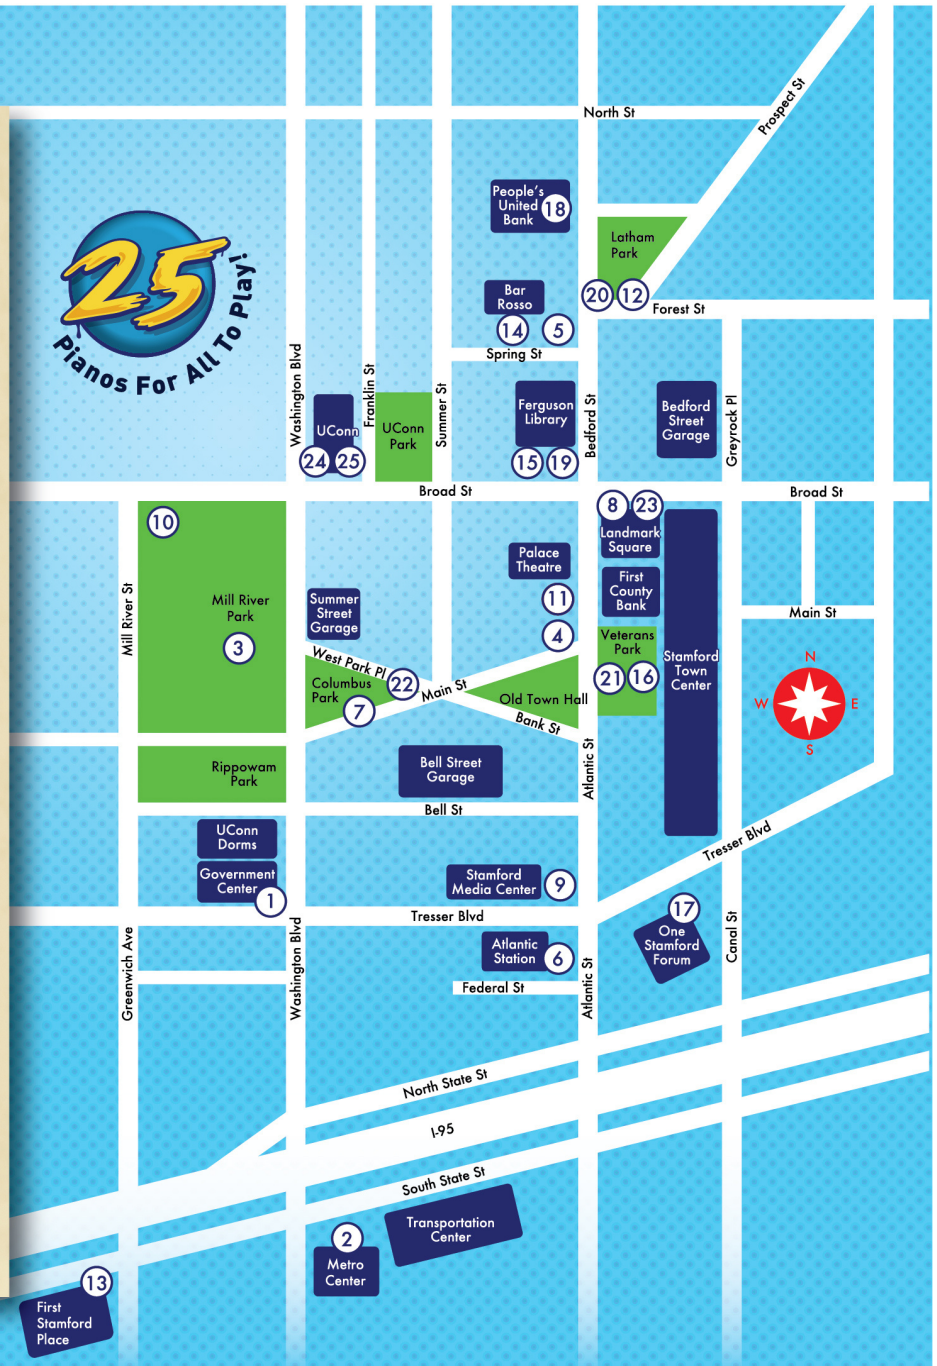 North St
Prospect St
People's
United
Bank
18
Latham
Park
25
Pianos For All To Play!
20
12
Forest St
Bar
Rosso
14
5
Spring St
Washington Blvd
Franklin St
Summer St
Bedford St
Greyrock Pl
UConn
24
25
UConn
Park
Ferguson
Library
15
19
Bedford
Street
Garage
Broad St
Broad St
10
8
23
Landmark
Square
Palace
Theatre
11
First
County
Bank
Mill River St
Mill River
Park
3
Summer
Street
Garage
4
Main St
Veterans
Park
21
16
Stamford
Town
Center
N
W
E
S
West Park Pl
22
Columbus
Park
7
Main St
Old Town Hall
Bank St
Atlantic St
Rippowam
Park
Bell Street
Garage
Bell St
UConn
Dorms
Government
Center
1
Stamford
Media Center
9
Tresser Blvd
Tresser Blvd
17
One
Stamford
Forum
Atlantic
Station
6
Federal St
Greenwich Ave
Washington Blvd
Atlantic St
Canal St
North State St
I-95
South State St
Transportation
Center
2
Metro
Center
13
First
Stamford
Place